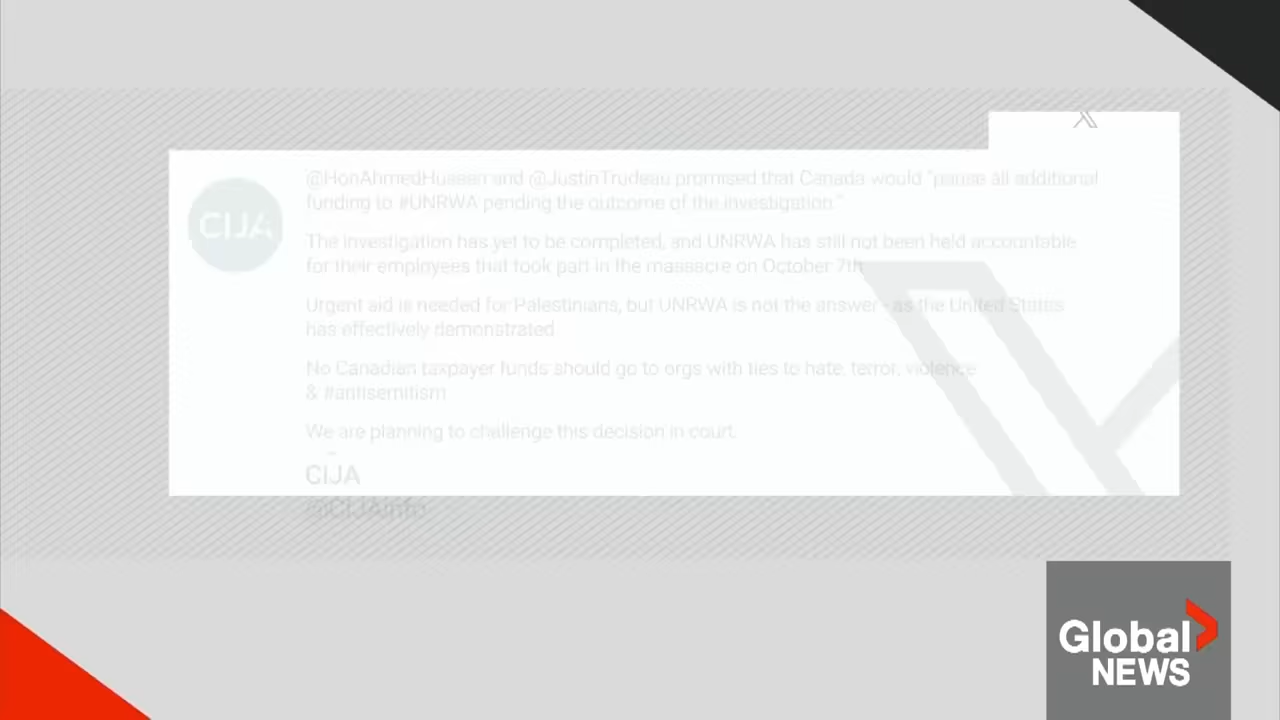 CIJA
@HonAhmedHussen and @JustinTrudeau promised that Canada would "pause all additional
funding to #UNRWA pending the outcome of the investigation."
The investigation has yet to be completed, and UNRWA has still not been held accountable
for their employees that took part in the massacre on October 7th
Urgent aid is needed for Palestinians, but UNRWA is not the answer - as the United States
has effectively demonstrated
No Canadian taxpayer funds should go to orgs with ties to hate, terror, violence
& #antisemitism
We are planning to challenge this decision in court.
CIJA
@CIJAinfo
Global
NEWS